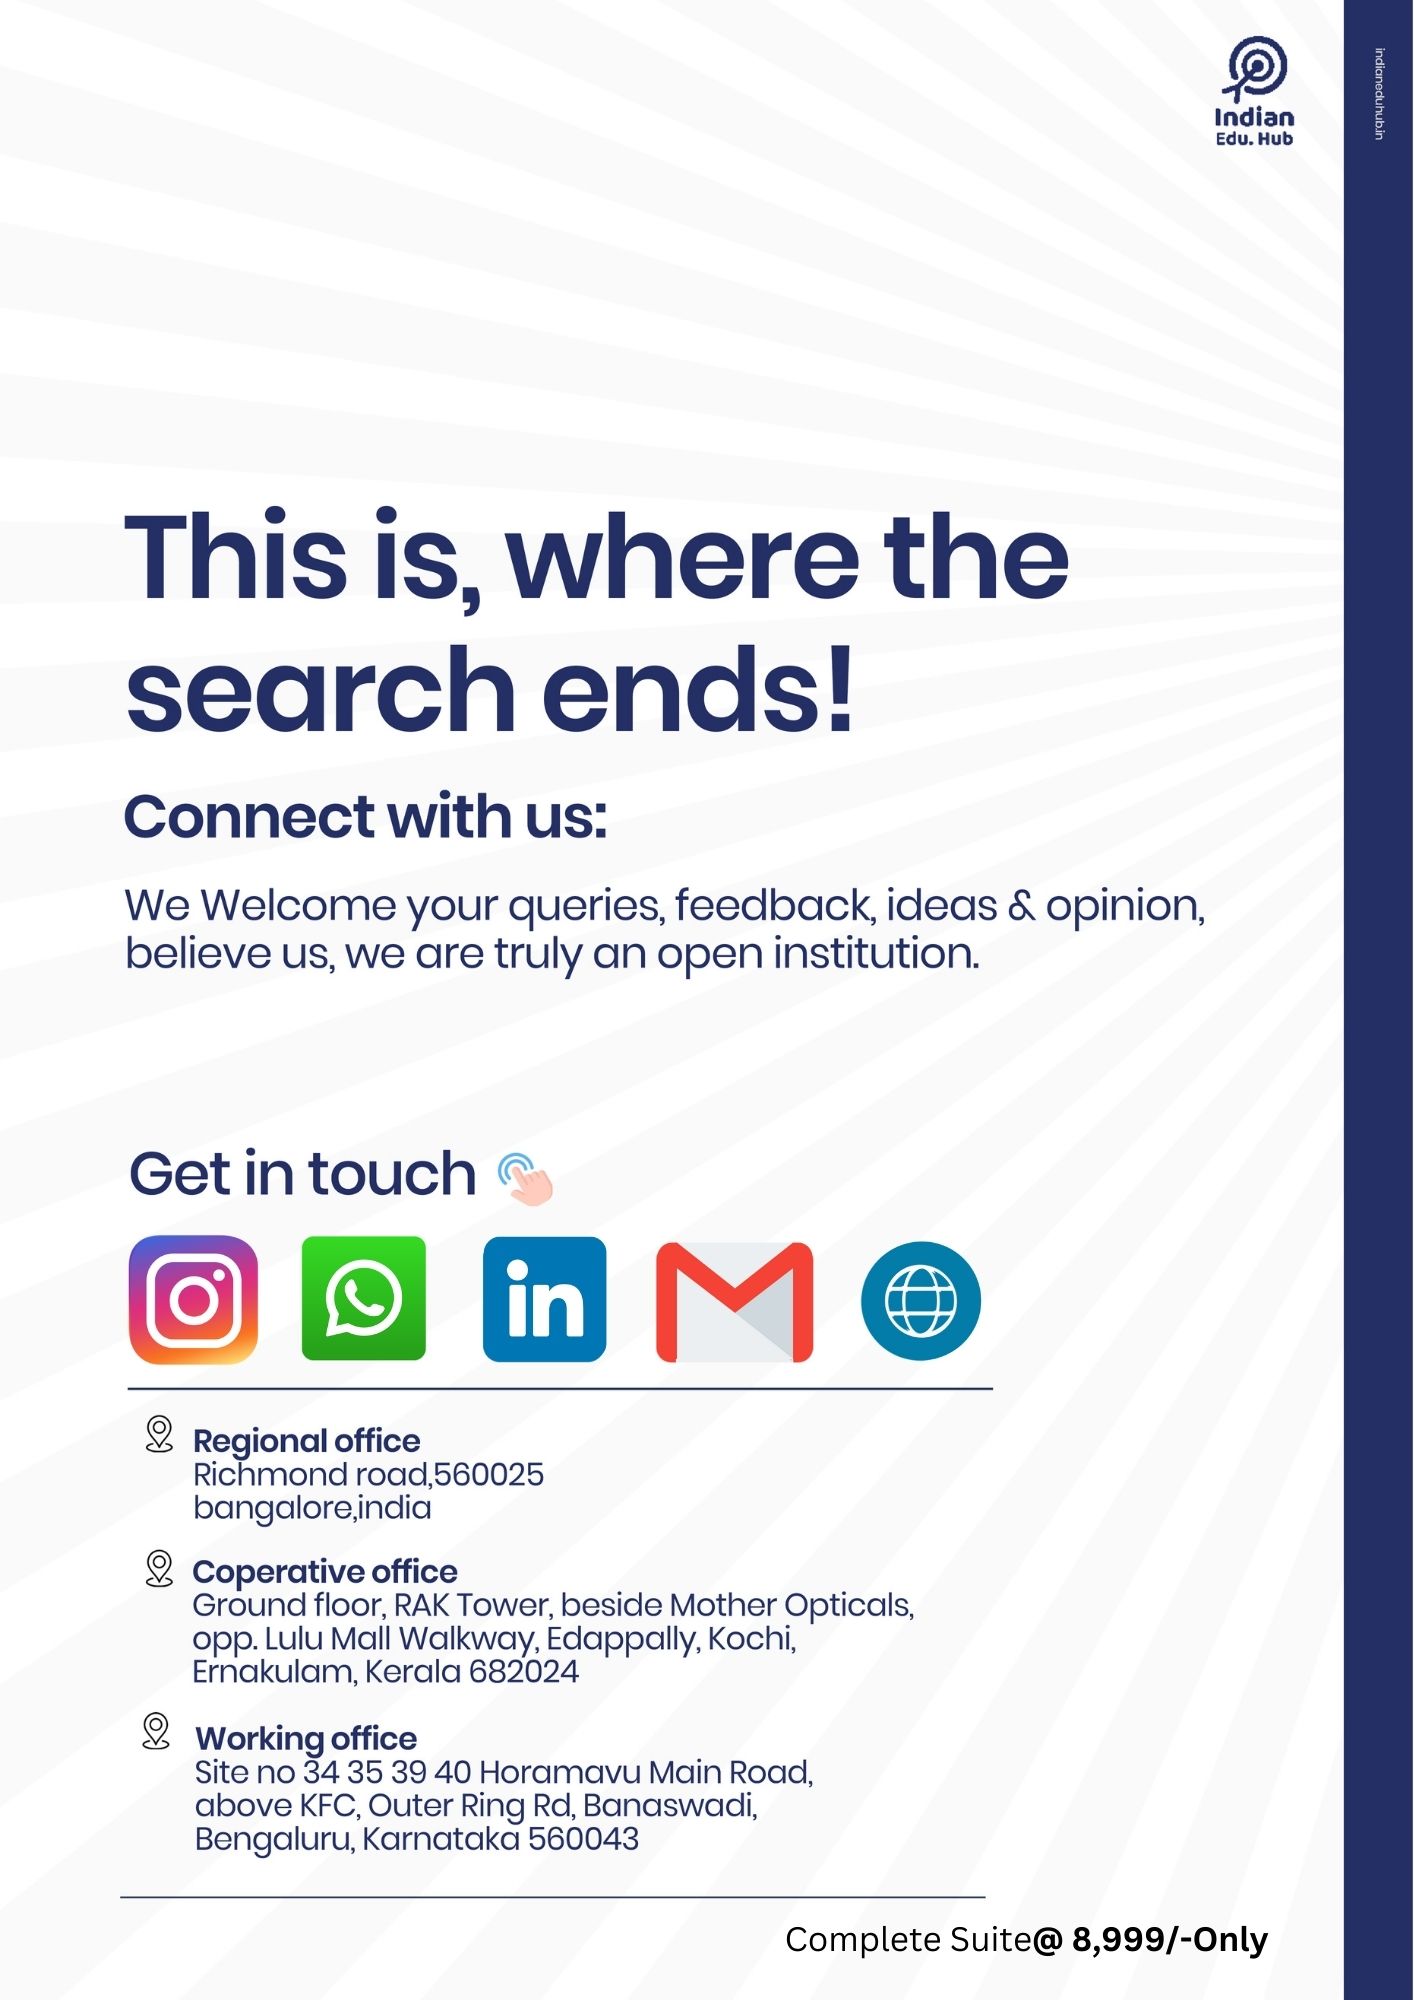 Indian
Edu. Hub
indianeduhub.in
This is, where the
search ends!
Connect with us:
We Welcome your queries, feedback, ideas & opinion,
believe us, we are truly an open institution.
Get in touch
in
Regional office
Richmond road,560025
bangalore,india
Coperative office
Ground floor, RAK Tower, beside Mother Opticals,
opp. Lulu Mall Walkway, Edappally, Kochi,
Ernakulam, Kerala 682024
Working office
Site no 34 35 39 40 Horamavu Main Road,
above KFC, Outer Ring Rd, Banaswadi,
Bengaluru, Karnataka 560043
Complete Suite@ 8,999/-Only